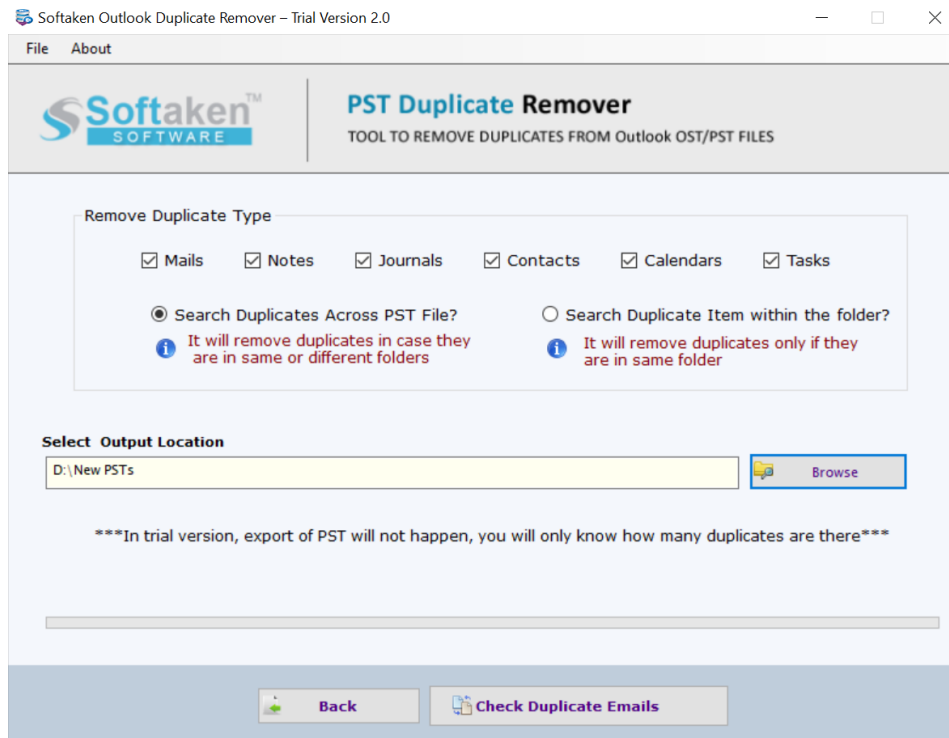 Softaken Outlook Duplicate Remover – Trial Version 2.0
File About
Softaken™
SOFTWARE
PST Duplicate Remover
TOOL TO REMOVE DUPLICATES FROM Outlook OST/PST FILES
Remove Duplicate Type
Mails Notes Journals Contacts Calendars Tasks
Search Duplicates Across PST File?
It will remove duplicates in case they
are in same or different folders
Search Duplicate Item within the folder?
It will remove duplicates only if they
are in same folder
Select Output Location
D:\New PSTs
Browse
***In trial version, export of PST will not happen, you will only know how many duplicates are there***
Back
Check Duplicate Emails